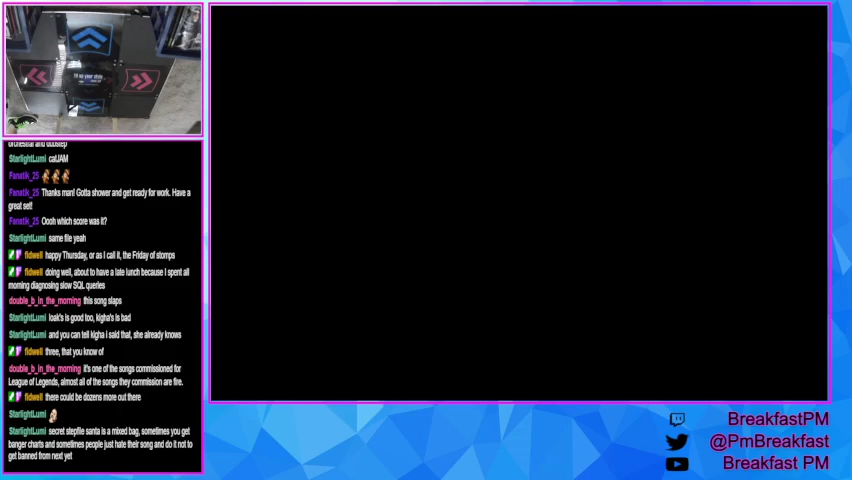 Fill up your style
orchestral and dubstep
StarlightLumi catJAM
Fanatik_25
Fanatik_25 Thanks man! Gotta shower and get ready for work. Have a
great set!
Fanatik_25 Oooh which score was it?
StarlightLumi same file yeah
fidwell happy Thursday, or as I call it, the Friday of stomps
fidwell doing well, about to have a late lunch because I spent all
morning diagnosing slow SQL queries
double_b_in_the_morning this song slaps
StarlightLumi loak's is good too, kigha's is bad
StarlightLumi and you can tell kigha i said that, she already knows
fidwell three, that you know of
double_b_in_the_morning it's one of the songs commissioned for
League of Legends, almost all of the songs they commission are fire.
fidwell there could be dozens more out there
StarlightLumi
StarlightLumi secret stepfile santa is a mixed bag, sometimes you get
banger charts and sometimes people just hate their song and do it not to
get banned from next yet
BreakfastPM
@PmBreakfast
Breakfast PM